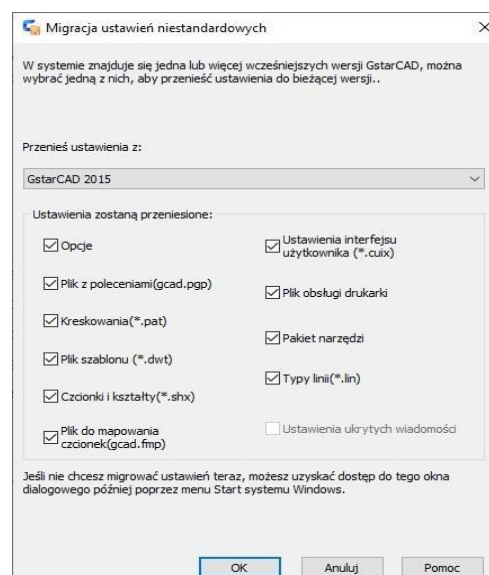 Migracja ustawień niestandardowych
W systemie znajduje się jedna lub więcej wcześniejszych wersji GstarCAD, można
wybrać jedną z nich, aby przenieść ustawienia do bieżącej wersji..
Przenieś ustawienia z:
GstarCAD 2015
Ustawienia zostaną przeniesione:
Opcje
Plik z poleceniami(gcad.pgp)
Kreskowania(*.pat)
Plik szablonu (*.dwt)
Czcionki i kształty(*.shx)
Plik do mapowania
czcionek(gcad.fmp)
Ustawienia interfejsu
użytkownika (*.cuix)
Plik obsługi drukarki
Pakiet narzędzi
Typy linii(*.lin)
Ustawienia ukrytych wiadomości
Jeśli nie chcesz migrować ustawień teraz, możesz uzyskać dostęp do tego okna
dialogowego później poprzez menu Start systemu Windows.
OK
Anuluj
Pomoc